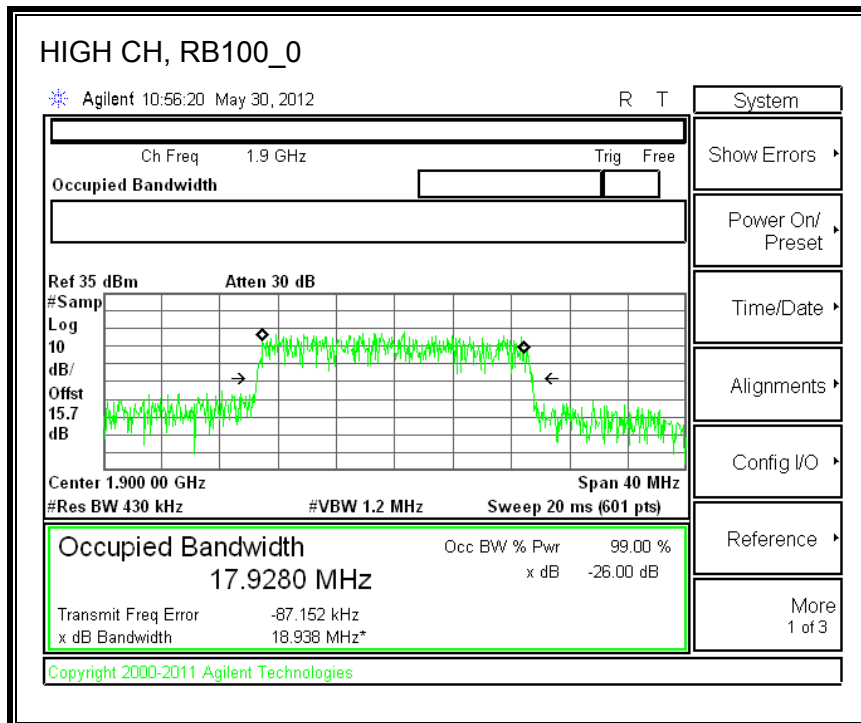 HIGH CH, RB100_0
Agilent 10:56:20 May 30, 2012 R T
System
Ch Freq 1.9 GHz Trig Free
Show Errors
Occupied Bandwidth
Power On/
Preset
Ref 35 dBm Atten 30 dB
#Samp
Log
10
dB/
Offst
15.7
dB
Time/Date
Alignments
Center 1.900 00 GHz Span 40 MHz
#Res BW 430 kHz #VBW 1.2 MHz Sweep 20 ms (601 pts)
Config I/O
Occupied Bandwidth Occ BW % Pwr 99.00 %
17.9280 MHz x dB -26.00 dB
Transmit Freq Error -87.152 kHz
x dB Bandwidth 18.938 MHz*
Reference
More
1 of 3
Copyright 2000-2011 Agilent Technologies